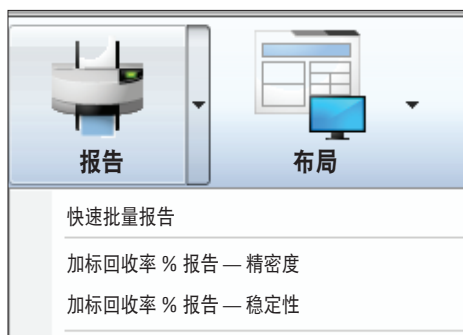 报告
布局
快速批量报告
加标回收率 % 报告 — 精密度
加标回收率 % 报告 — 稳定性